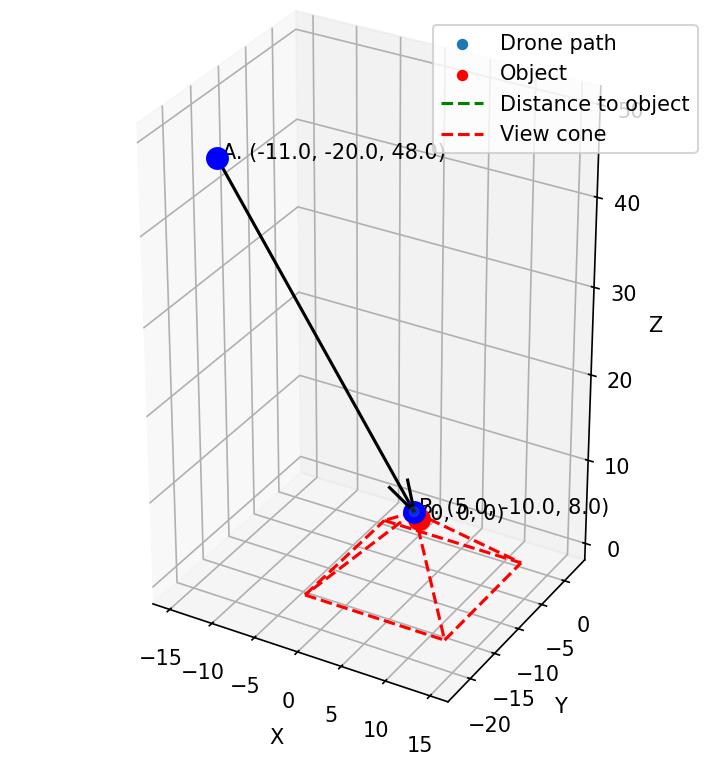 Drone path
Object
Distance to object
View cone
50
A. (-11.0, -20.0, 48.0)
40
30
Z
20
10
B. (5.0, -10.0, 8.0)
0, 0, 0)
0
0
−5
−10
−15
Y
−20
−15
−10
−5
0
5
10
15
X